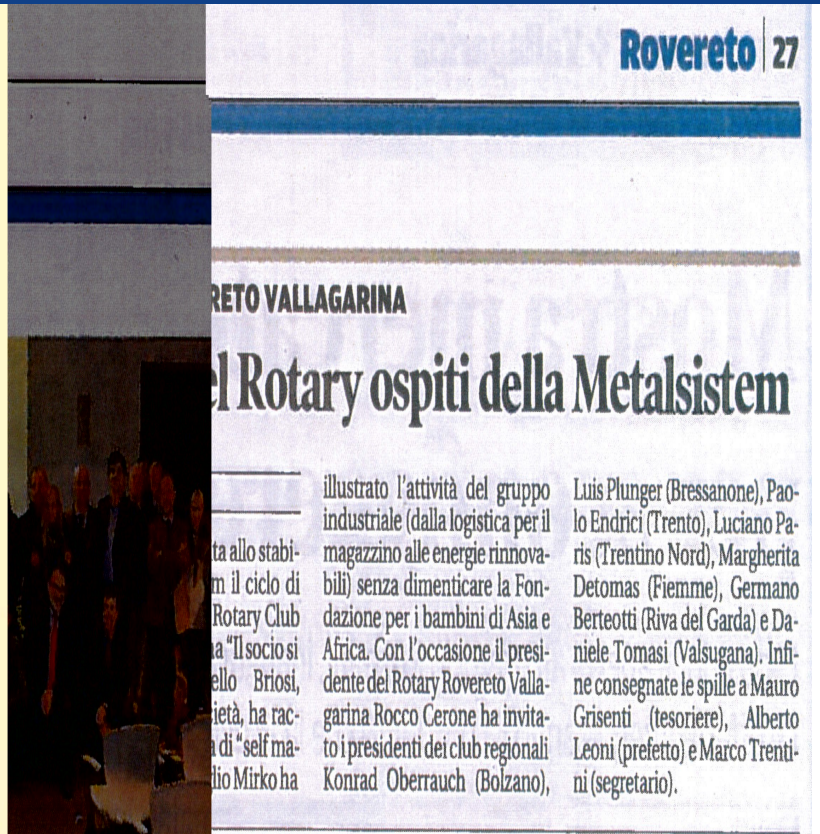 Rovereto | 27
RETO VALLAGARINA
el Rotary ospiti della Metalsistem
ta allo stabi-
m il ciclo di
Rotary Club
na "Il socio si
ello Briosi,
ietà, ha rac-
a di "self ma-
lio Mirko ha
illustrato l'attività del gruppo
industriale (dalla logistica per il
magazzino alle energie rinnova-
bili) senza dimenticare la Fon-
dazione per i bambini di Asia e
Africa. Con l'occasione il presi-
dente del Rotary Rovereto Valla-
garina Rocco Cerone ha invita-
to i presidenti dei club regionali
Konrad Oberrauch (Bolzano),
Luis Plunger (Bressanone), Pao-
lo Endrici (Trento), Luciano Pa-
ris (Trentino Nord), Margherita
Detomas (Fiemme), Germano
Berteotti (Riva del Garda) e Da-
niele Tomasi (Valsugana). Infi-
ne consegnate le spille a Mauro
Grisenti (tesoriere), Alberto
Leoni (prefetto) e Marco Trenti-
ni (segretario).